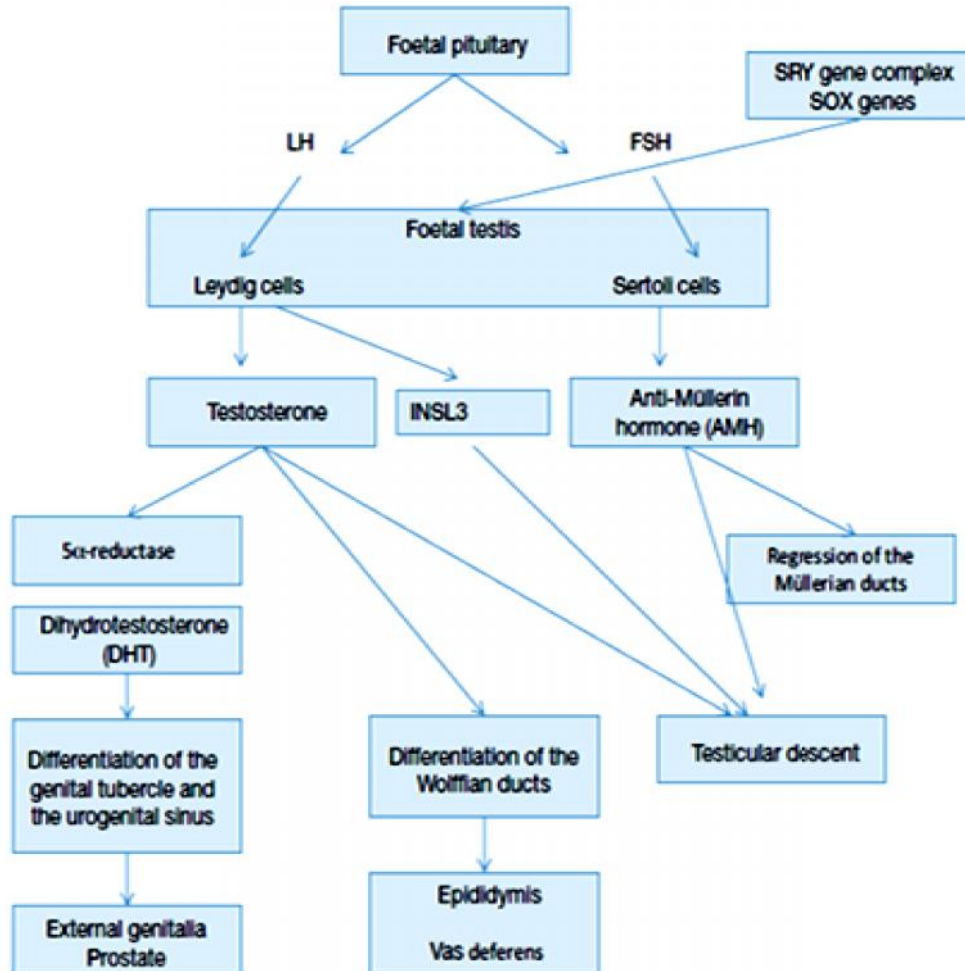 Foetal pituitary
SRY gene complex
SOX genes
LH
FSH
Foetal testis
Leydig cells
Sertoli cells
Testosterone
INSL3
Anti-Müllerin
hormone (AMH)
5α-reductase
Regression of the
Müllerian ducts
Dihydrotestosterone
(DHT)
Differentiation of the
genital tubercle and
the urogenital sinus
Differentiation of the
Wolffian ducts
Testicular descent
External genitalia
Prostate
Epididymis
Vas deferens